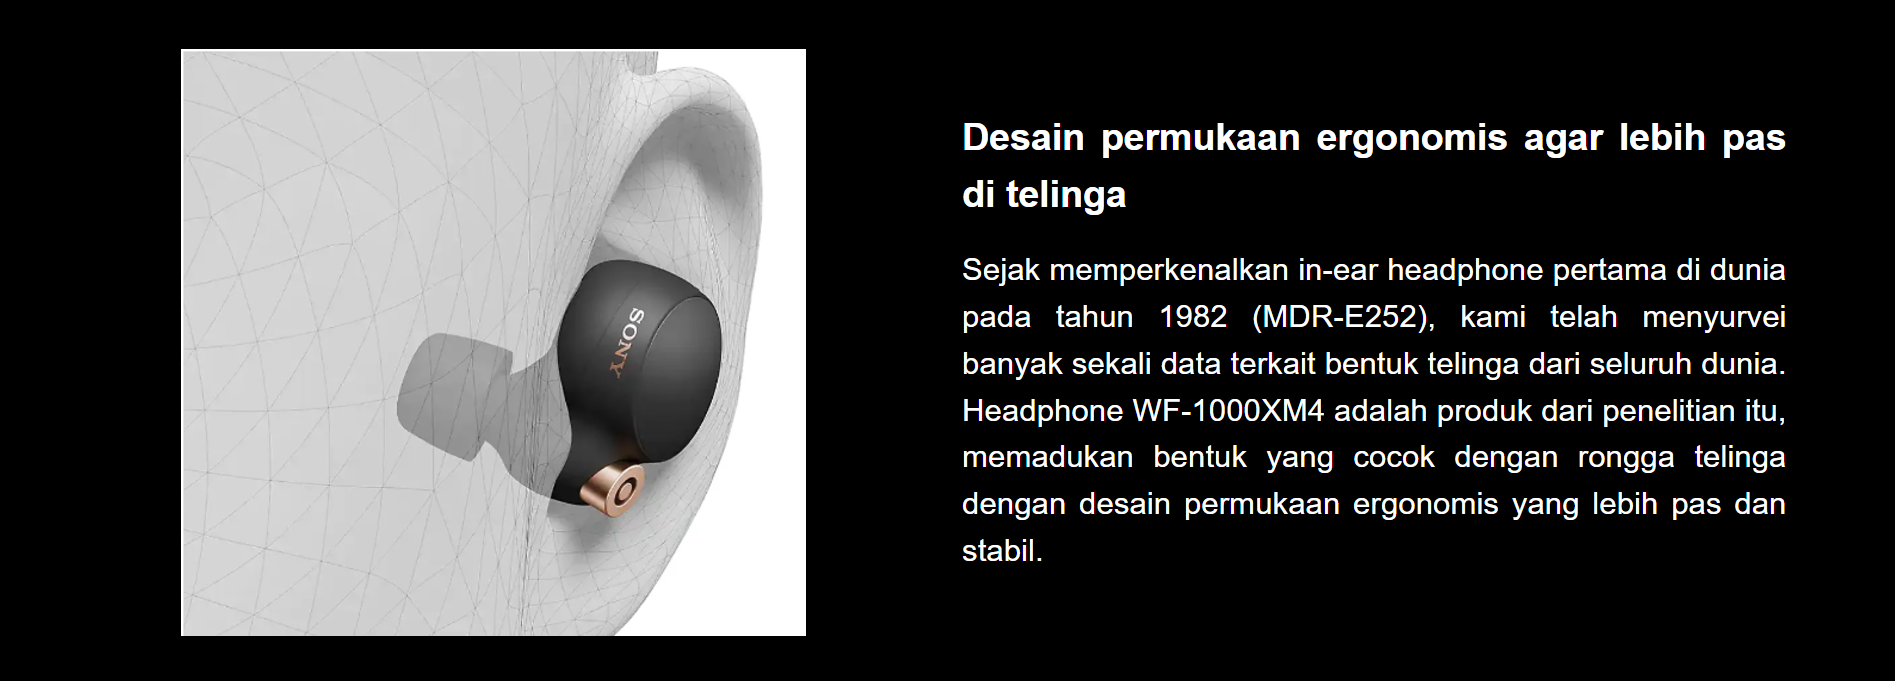 SONY
Desain permukaan ergonomis agar lebih pas
di telinga
Sejak memperkenalkan in-ear headphone pertama di dunia
pada tahun 1982 (MDR-E252), kami telah menyurvei
banyak sekali data terkait bentuk telinga dari seluruh dunia.
Headphone WF-1000XM4 adalah produk dari penelitian itu,
memadukan bentuk yang cocok dengan rongga telinga
dengan desain permukaan ergonomis yang lebih pas dan
stabil.